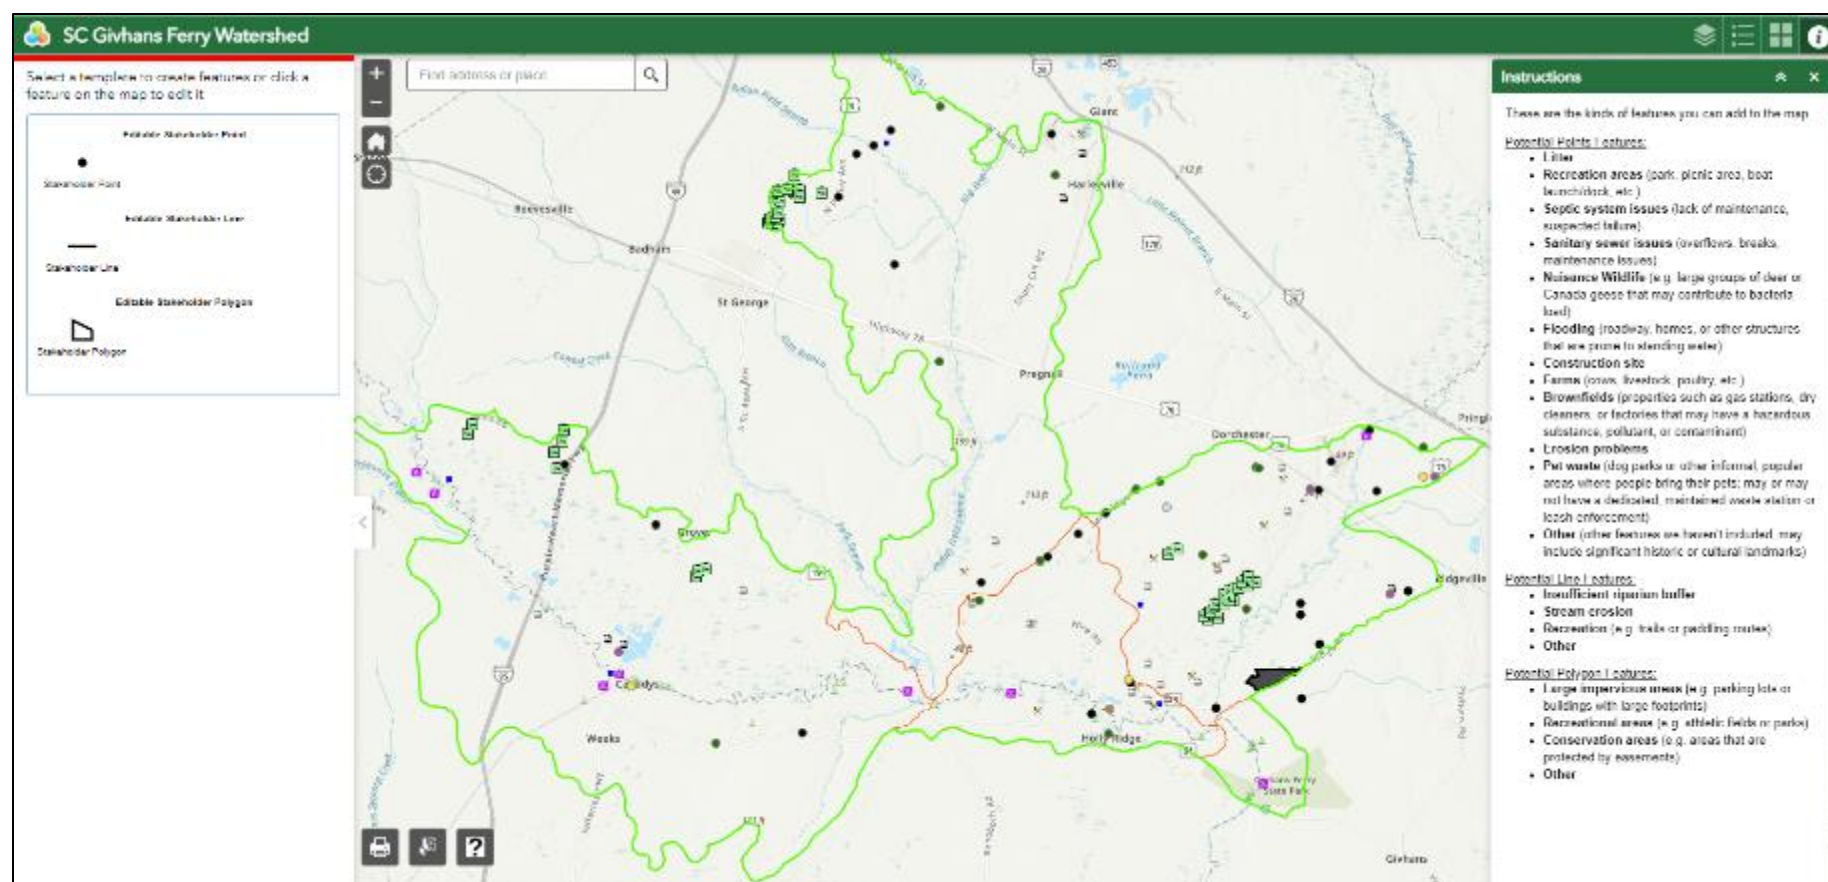 SC Givhans Ferry Watershed
Select a template to create features or click a
feature on the map to edit it
Editable Stakeholder Point
Stakeholder Point
Editable Stakeholder Line
Stakeholder Line
Editable Stakeholder Polygon
Stakeholder Polygon
+
−
Find address or place
Giant
Harleyville
Reevesville
Badham
St George
Highway 78
Pregnall
Dorchester
Grover
Weeks
Holly Ridge
Givhans
State Park
178
?
Instructions
These are the kinds of features you can add to the map
Potential Points Features:
• Litter
• Recreation areas (park, picnic area, boat
launch/dock, etc.)
• Septic system issues (lack of maintenance,
suspected failure)
• Sanitary sewer issues (overflows, breaks,
maintenance issues)
• Nuisance Wildlife (e.g. large groups of deer or
Canada geese that may contribute to bacteria
load)
• Flooding (roadway, homes, or other structures
that are prone to standing water)
• Construction site
• Farms (cows, livestock, poultry, etc.)
• Brownfields (properties such as gas stations, dry
cleaners, or factories that may have a hazardous
substance, pollutant, or contaminant)
• Erosion problems
• Pet waste (dog parks or other informal, popular
areas where people bring their pets; may or may
not have a dedicated, maintained waste station or
leash enforcement)
• Other (other features we haven't included, may
include significant historic or cultural landmarks)
Potential Line Features:
• Insufficient riparian buffer
• Stream erosion
• Recreation (e.g. trails or paddling routes)
• Other
Potential Polygon Features:
• Large impervious areas (e.g. parking lots or
buildings with large footprints)
• Recreational areas (e.g. athletic fields or parks)
• Conservation areas (e.g. areas that are
protected by easements)
• Other